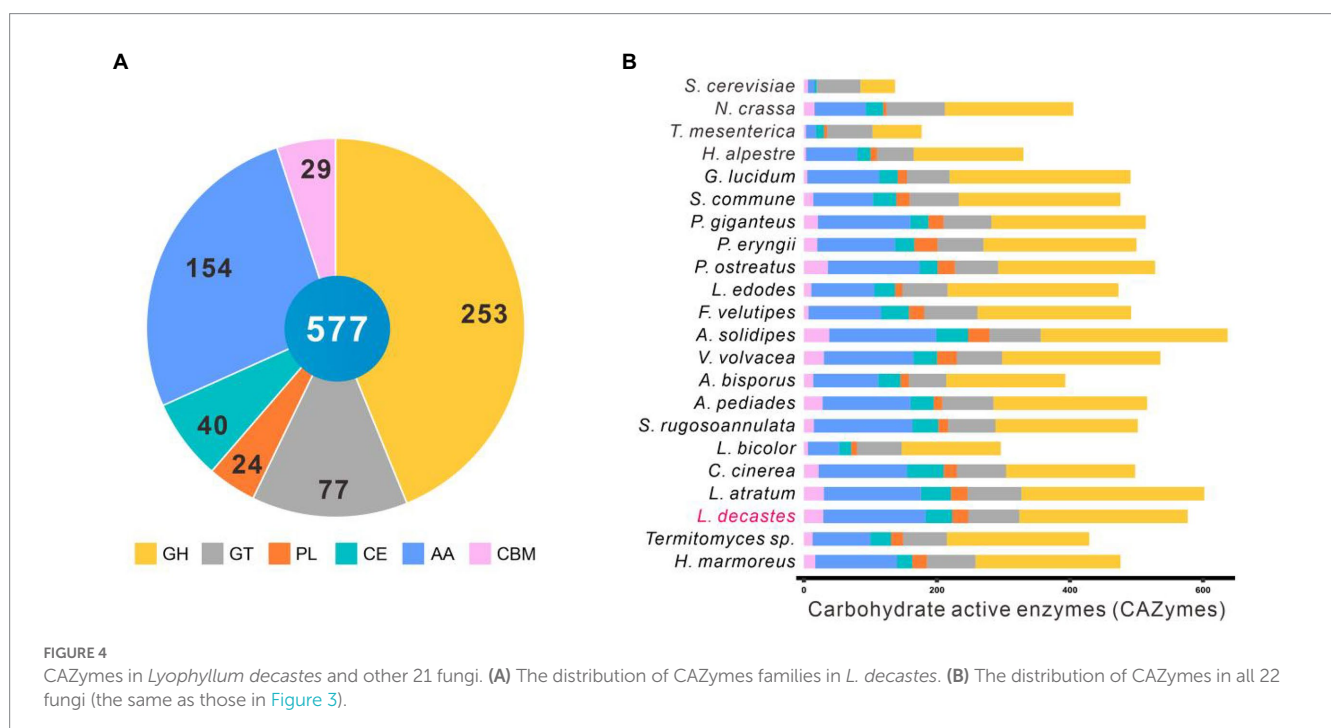 A
29
154
253
577
40
24
77
GH GT PL CE AA CBM
B
S. cerevisiae
N. crassa
T. mesenterica
H. alpestre
G. lucidum
S. commune
P. giganteus
P. eryngii
P. ostreatus
L. edodes
F. velutipes
A. solidipes
V. volvacea
A. bisporus
A. pediades
S. rugosoannulata
L. bicolor
C. cinerea
L. atratum
L. decastes
Termitomyces sp.
H. marmoreus
0 200 400 600
Carbohydrate active enzymes (CAZymes)
FIGURE 4
CAZymes in Lyophyllum decastes and other 21 fungi. (A) The distribution of CAZymes families in L. decastes. (B) The distribution of CAZymes in all 22
fungi (the same as those in Figure 3).